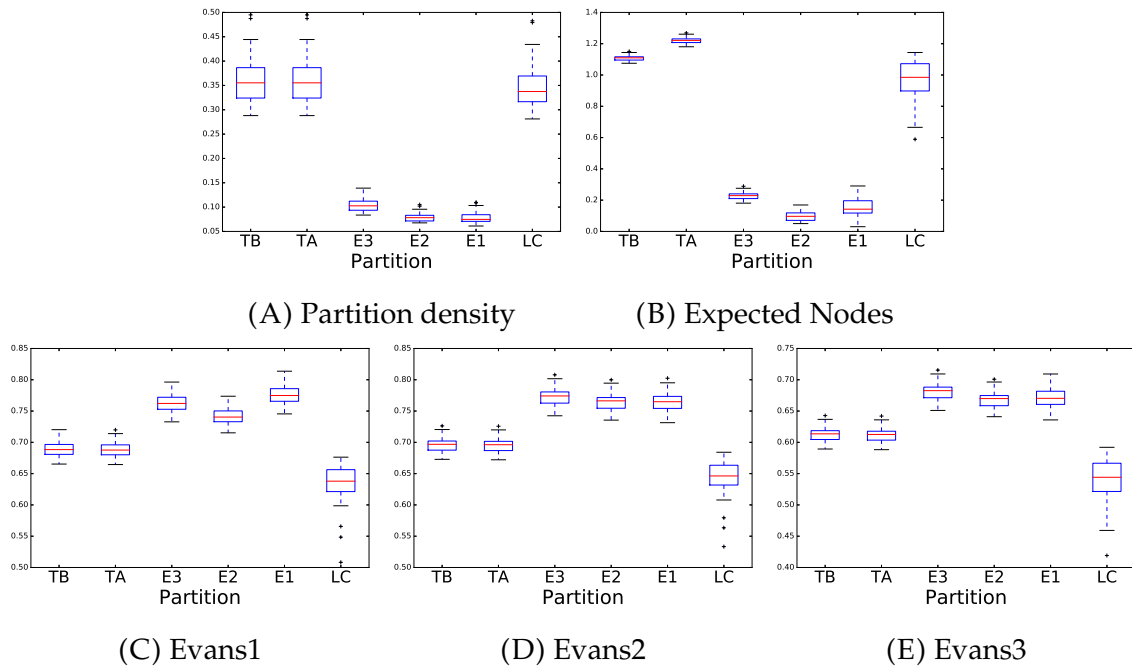 0.50
0.45
0.40
0.35
0.30
0.25
0.20
0.15
0.10
0.05
TB TA E3 E2 E1 LC
Partition
(A) Partition density
1.4
1.2
1.0
0.8
0.6
0.4
0.2
0.0
TB TA E3 E2 E1 LC
Partition
(B) Expected Nodes
0.85
0.80
0.75
0.70
0.65
0.60
0.55
0.50
TB TA E3 E2 E1 LC
Partition
(C) Evans1
0.85
0.80
0.75
0.70
0.65
0.60
0.55
0.50
TB TA E3 E2 E1 LC
Partition
(D) Evans2
0.75
0.70
0.65
0.60
0.55
0.50
0.45
0.40
TB TA E3 E2 E1 LC
Partition
(E) Evans3